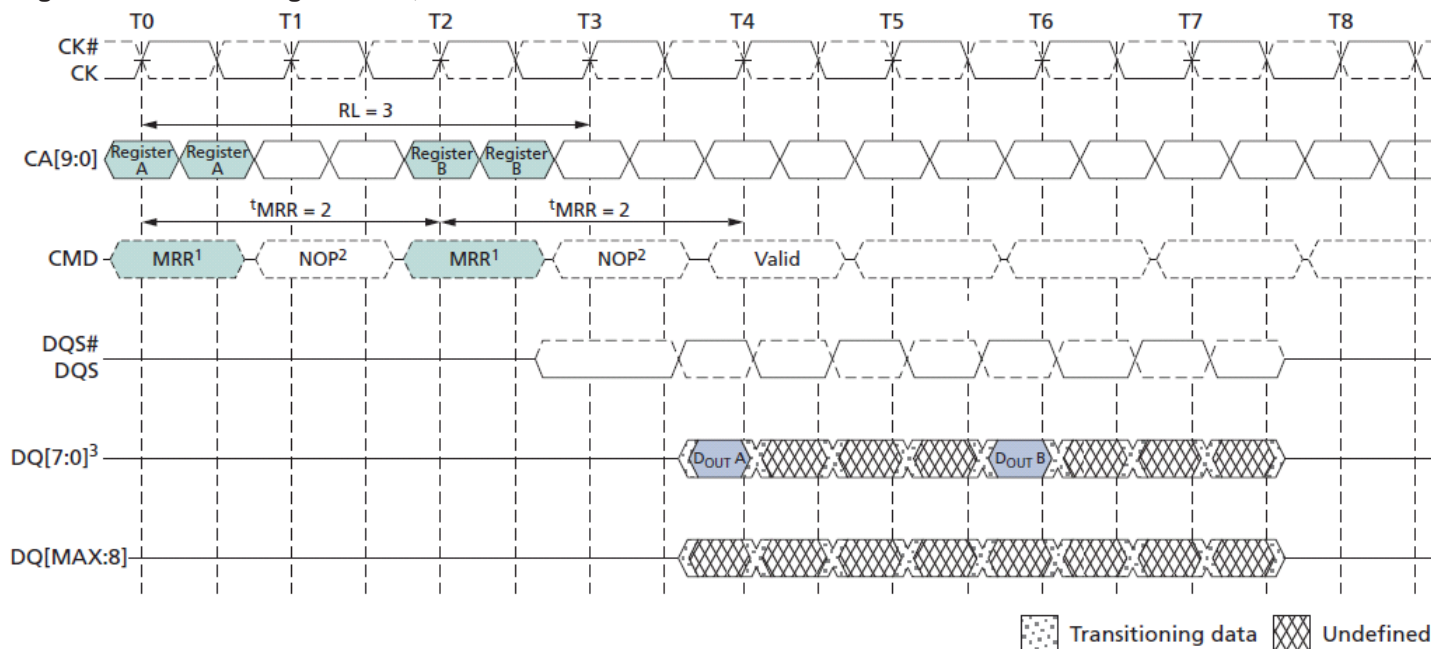 T0 T1 T2 T3 T4 T5 T6 T7 T8
CK#
CK
RL = 3
CA[9:0] Register A Register A Register B Register B
tMRR = 2 tMRR = 2
CMD MRR1 NOP2 MRR1 NOP2 Valid
DQS#
DQS
DQ[7:0]3 DOUT A DOUT B
DQ[MAX:8]
Transitioning data Undefined